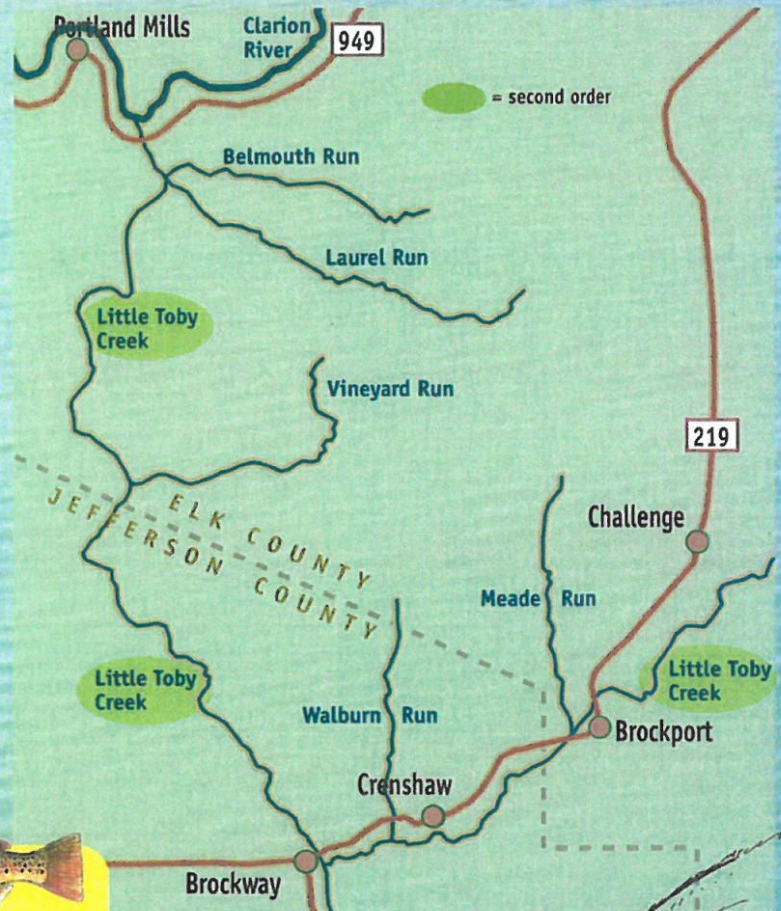 Portland Mills
Clarion
River
949
= second order
Belmouth Run
Laurel Run
Little Toby
Creek
Vineyard Run
219
ELK COUNTY
JEFFERSON COUNTY
Challenge
Meade Run
Little Toby
Creek
Little Toby
Creek
Walburn Run
Brockport
Crenshaw
Brockway